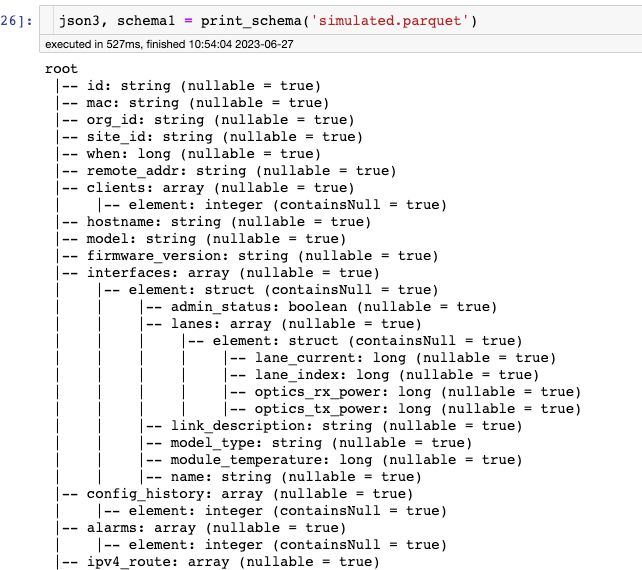 26]: json3, schema1 = print_schema('simulated.parquet')
executed in 527ms, finished 10:54:04 2023-06-27
root
|-- id: string (nullable = true)
|-- mac: string (nullable = true)
|-- org_id: string (nullable = true)
|-- site_id: string (nullable = true)
|-- when: long (nullable = true)
|-- remote_addr: string (nullable = true)
|-- clients: array (nullable = true)
|    |-- element: integer (containsNull = true)
|-- hostname: string (nullable = true)
|-- model: string (nullable = true)
|-- firmware_version: string (nullable = true)
|-- interfaces: array (nullable = true)
|    |-- element: struct (containsNull = true)
|    |    |-- admin_status: boolean (nullable = true)
|    |    |-- lanes: array (nullable = true)
|    |    |    |-- element: struct (containsNull = true)
|    |    |    |    |-- lane_current: long (nullable = true)
|    |    |    |    |-- lane_index: long (nullable = true)
|    |    |    |    |-- optics_rx_power: long (nullable = true)
|    |    |    |    |-- optics_tx_power: long (nullable = true)
|    |    |-- link_description: string (nullable = true)
|    |    |-- model_type: string (nullable = true)
|    |    |-- module_temperature: long (nullable = true)
|    |    |-- name: string (nullable = true)
|-- config_history: array (nullable = true)
|    |-- element: integer (containsNull = true)
|-- alarms: array (nullable = true)
|    |-- element: integer (containsNull = true)
|-- ipv4_route: array (nullable = true)